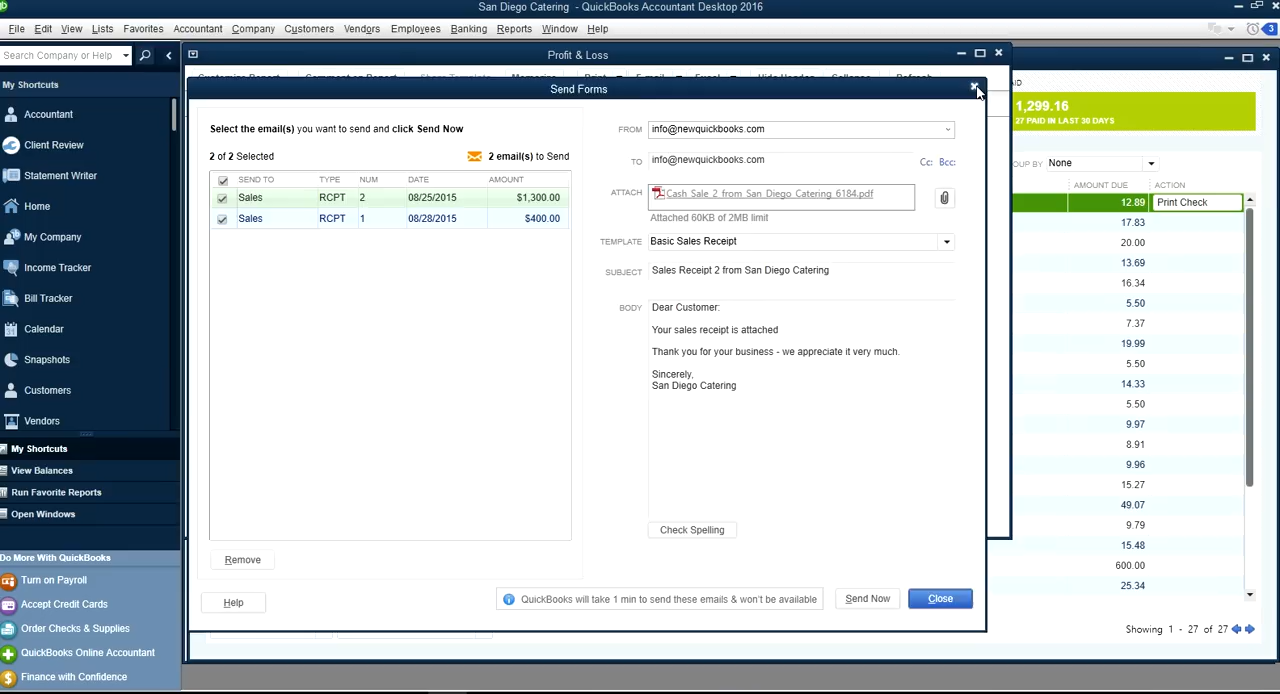 San Diego Catering - QuickBooks Accountant Desktop 2016
File Edit View Lists Favorites Accountant Company Customers Vendors Employees Banking Reports Window Help
3
Search Company or Help
My Shortcuts
Accountant
Client Review
Statement Writer
Home
My Company
Income Tracker
Bill Tracker
Calendar
Snapshots
Customers
Vendors
My Shortcuts
View Balances
Run Favorite Reports
Open Windows
Do More With QuickBooks
Turn on Payroll
Accept Credit Cards
Order Checks & Supplies
QuickBooks Online Accountant
Finance with Confidence
Profit & Loss
Send Forms
Select the email(s) you want to send and click Send Now
2 of 2 Selected
2 email(s) to Send
SEND TO TYPE NUM DATE AMOUNT
Sales RCPT 2 08/25/2015 $1,300.00
Sales RCPT 1 08/28/2015 $400.00
Remove
Help
FROM info@newquickbooks.com
TO info@newquickbooks.com Cc: Bcc:
ATTACH Cash_Sale_2_from_San_Diego_Catering_6184.pdf
Attached 60KB of 2MB limit
TEMPLATE Basic Sales Receipt
SUBJECT Sales Receipt 2 from San Diego Catering
BODY Dear Customer:
Your sales receipt is attached
Thank you for your business - we appreciate it very much.
Sincerely,
San Diego Catering
Check Spelling
QuickBooks will take 1 min to send these emails & won't be available
Send Now
Close
1,299.16
27 PAID IN LAST 30 DAYS
None
AMOUNT DUE ACTION
12.89 Print Check
17.83
20.00
13.69
16.34
5.50
7.37
19.99
5.50
14.33
5.50
9.97
8.91
9.96
15.27
49.07
9.79
15.48
600.00
25.34
Showing 1 - 27 of 27